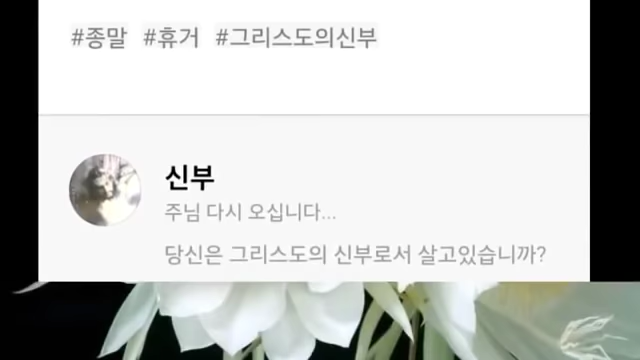 #종말 #휴거 #그리스도의신부
신부
주님 다시 오십니다...
당신은 그리스도의 신부로서 살고있습니까?